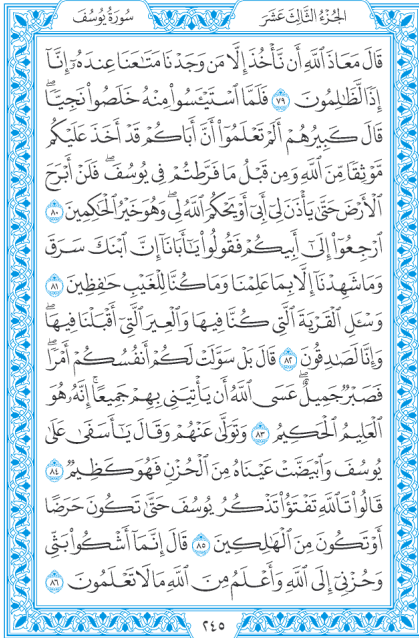 الجُزْءُ الثَّالِثَ عَشَرَ سُورَةُ يُوسُفَ
قَالَ مَعَاذَ ٱللَّهِ أَن نَّأْخُذَ إِلَّا مَن وَجَدْنَا مَتَٰعَنَا عِندَهُۥٓ إِنَّآ
إِذًا لَّظَٰلِمُونَ ٧٩ فَلَمَّا ٱسْتَيْـَٔسُوا۟ مِنْهُ خَلَصُوا۟ نَجِيًّا ۖ
قَالَ كَبِيرُهُمْ أَلَمْ تَعْلَمُوٓا۟ أَنَّ أَبَاكُمْ قَدْ أَخَذَ عَلَيْكُم
مَّوْثِقًا مِّنَ ٱللَّهِ وَمِن قَبْلُ مَا فَرَّطتُمْ فِى يُوسُفَ ۖ فَلَنْ أَبْرَحَ
ٱلْأَرْضَ حَتَّىٰ يَأْذَنَ لِىٓ أَبِىٓ أَوْ يَحْكُمَ ٱللَّهُ لِى ۖ وَهُوَ خَيْرُ ٱلْحَٰكِمِينَ ٨٠
ٱرْجِعُوٓا۟ إِلَىٰٓ أَبِيكُمْ فَقُولُوا۟ يَٰٓأَبَانَآ إِنَّ ٱبْنَكَ سَرَقَ
وَمَا شَهِدْنَآ إِلَّا بِمَا عَلِمْنَا وَمَا كُنَّا لِلْغَيْبِ حَٰفِظِينَ ٨١
وَسْـَٔلِ ٱلْقَرْيَةَ ٱلَّتِى كُنَّا فِيهَا وَٱلْعِيرَ ٱلَّتِىٓ أَقْبَلْنَا فِيهَا ۖ
وَإِنَّا لَصَٰدِقُونَ ٨٢ قَالَ بَلْ سَوَّلَتْ لَكُمْ أَنفُسُكُمْ أَمْرًا ۖ
فَصَبْرٌ جَمِيلٌ ۖ عَسَى ٱللَّهُ أَن يَأْتِيَنِى بِهِمْ جَمِيعًا ۚ إِنَّهُۥ هُوَ
ٱلْعَلِيمُ ٱلْحَكِيمُ ٨٣ وَتَوَلَّىٰ عَنْهُمْ وَقَالَ يَٰٓأَسَفَىٰ عَلَىٰ
يُوسُفَ وَٱبْيَضَّتْ عَيْنَاهُ مِنَ ٱلْحُزْنِ فَهُوَ كَظِيمٌ ٨٤
قَالُوا۟ تَٱللَّهِ تَفْتَؤُا۟ تَذْكُرُ يُوسُفَ حَتَّىٰ تَكُونَ حَرَضًا
أَوْ تَكُونَ مِنَ ٱلْهَٰلِكِينَ ٨٥ قَالَ إِنَّمَآ أَشْكُوا۟ بَثِّى
وَحُزْنِىٓ إِلَى ٱللَّهِ وَأَعْلَمُ مِنَ ٱللَّهِ مَا لَا تَعْلَمُونَ ٨٦
٢٤٥